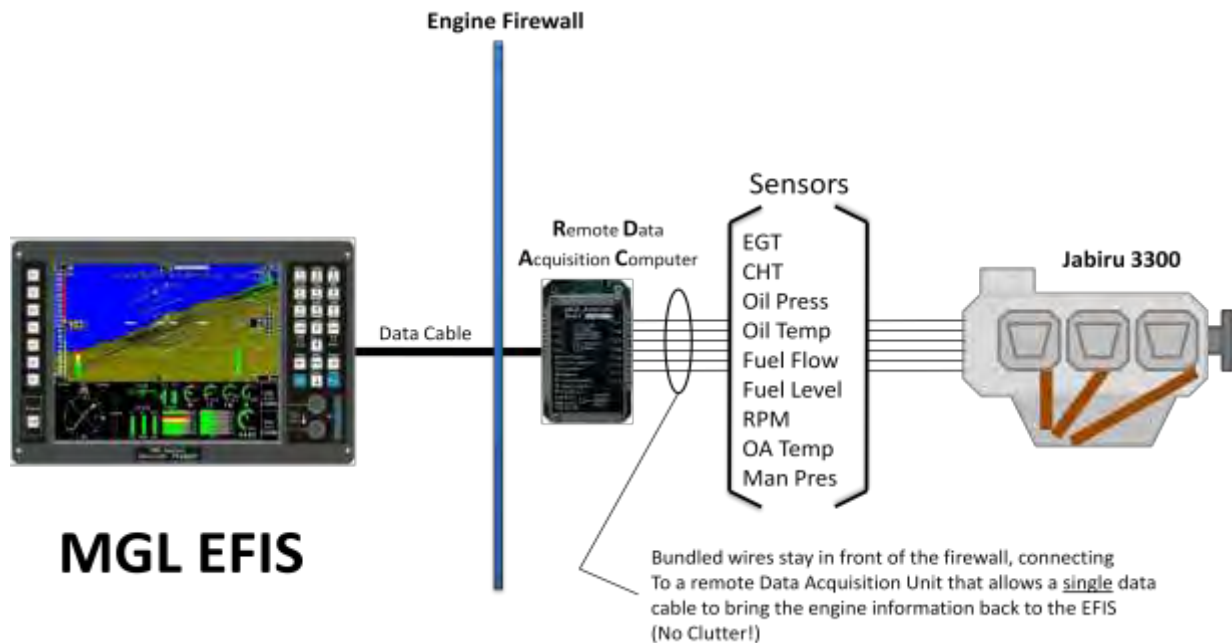 Engine Firewall
Sensors
Remote Data
Acquisition Computer
EGT
CHT
Oil Press
Oil Temp
Fuel Flow
Fuel Level
RPM
OA Temp
Man Pres
Jabiru 3300
Data Cable
MGL EFIS
Bundled wires stay in front of the firewall, connecting
To a remote Data Acquisition Unit that allows a single data
cable to bring the engine information back to the EFIS
(No Clutter!)